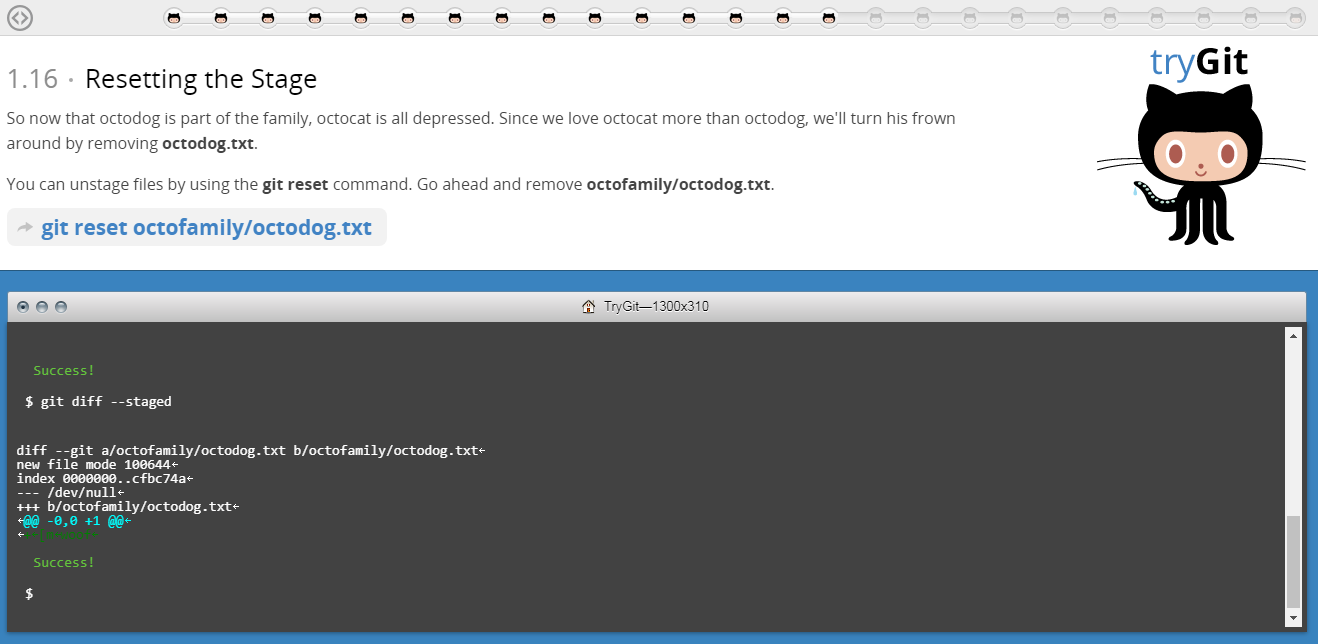 tryGit
1.16 · Resetting the Stage
So now that octodog is part of the family, octocat is all depressed. Since we love octocat more than octodog, we'll turn his frown
around by removing octodog.txt.
You can unstage files by using the git reset command. Go ahead and remove octofamily/octodog.txt.
git reset octofamily/octodog.txt
TryGit—1300x310
Success!
$ git diff --staged
diff --git a/octofamily/octodog.txt b/octofamily/octodog.txt←
new file mode 100644←
index 0000000..cfbc74a←
--- /dev/null←
+++ b/octofamily/octodog.txt←
←@@ -0,0 +1 @@←
Success!
$